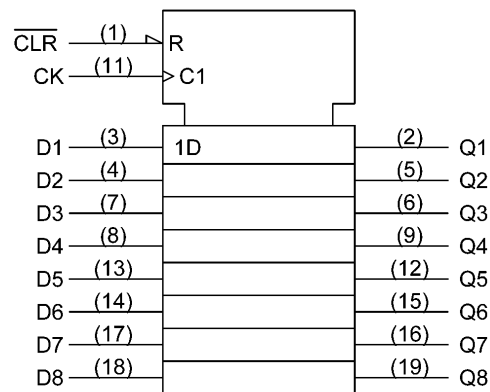 CLR (1) R
CK (11) C1
D1 (3) 1D (2) Q1
D2 (4) (5) Q2
D3 (7) (6) Q3
D4 (8) (9) Q4
D5 (13) (12) Q5
D6 (14) (15) Q6
D7 (17) (16) Q7
D8 (18) (19) Q8